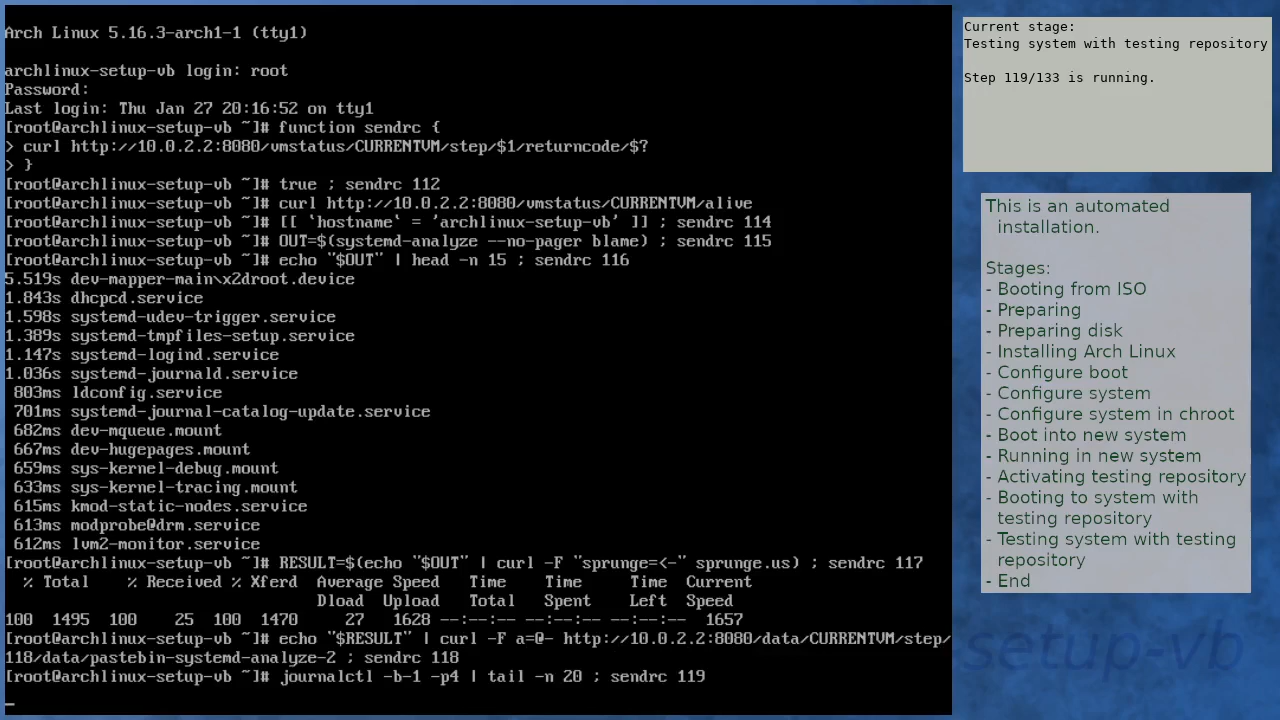 Arch Linux 5.16.3-arch1-1 (tty1)
archlinux-setup-vb login: root
Password:
Last login: Thu Jan 27 20:16:52 on tty1
[root@archlinux-setup-vb ~]# function sendrc {
> curl http://10.0.2.2:8080/vmstatus/CURRENTVM/step/$1/returncode/$?
> }
[root@archlinux-setup-vb ~]# true ; sendrc 112
[root@archlinux-setup-vb ~]# curl http://10.0.2.2:8080/vmstatus/CURRENTVM/alive
[root@archlinux-setup-vb ~]# [[ `hostname` = 'archlinux-setup-vb' ]] ; sendrc 114
[root@archlinux-setup-vb ~]# OUT=$(systemd-analyze --no-pager blame) ; sendrc 115
[root@archlinux-setup-vb ~]# echo "$OUT" | head -n 15 ; sendrc 116
5.519s dev-mapper-main\x2droot.device
1.843s dhcpcd.service
1.598s systemd-udev-trigger.service
1.389s systemd-tmpfiles-setup.service
1.147s systemd-logind.service
1.036s systemd-journald.service
803ms ldconfig.service
701ms systemd-journal-catalog-update.service
682ms dev-mqueue.mount
667ms dev-hugepages.mount
659ms sys-kernel-debug.mount
633ms sys-kernel-tracing.mount
615ms kmod-static-nodes.service
613ms modprobe@drm.service
612ms lvm2-monitor.service
[root@archlinux-setup-vb ~]# RESULT=$(echo "$OUT" | curl -F "sprunge=<-" sprunge.us) ; sendrc 117
% Total % Received % Xferd Average Speed Time Time Time Current
Dload Upload Total Spent Left Speed
100 1495 100 25 100 1470 27 1628 --:--:-- --:--:-- --:--:-- 1657
[root@archlinux-setup-vb ~]# echo "$RESULT" | curl -F a=@- http://10.0.2.2:8080/data/CURRENTVM/step/
118/data/pastebin-systemd-analyze-2 ; sendrc 118
[root@archlinux-setup-vb ~]# journalctl -b-1 -p4 | tail -n 20 ; sendrc 119
_
Current stage:
Testing system with testing repository
Step 119/133 is running.
This is an automated
installation.
Stages:
- Booting from ISO
- Preparing
- Preparing disk
- Installing Arch Linux
- Configure boot
- Configure system
- Configure system in chroot
- Boot into new system
- Running in new system
- Activating testing repository
- Booting to system with
testing repository
- Testing system with testing
repository
- End
setup-vb